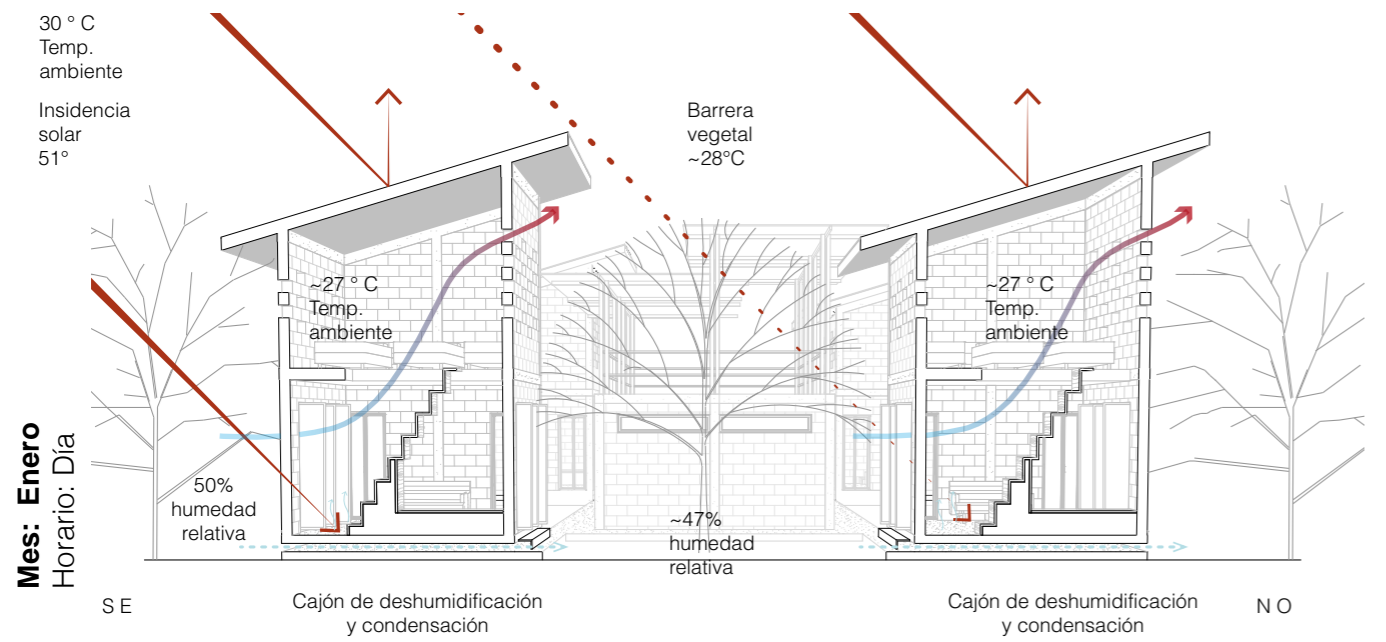 30 ° C
Temp.
ambiente
Insidencia
solar
51°
Barrera
vegetal
~28°C
~27 ° C
Temp.
ambiente
~27 ° C
Temp.
ambiente
50%
humedad
relativa
~47%
humedad
relativa
Mes: Enero
Horario: Día
S E
Cajón de deshumidificación
y condensación
Cajón de deshumidificación
y condensación
N O